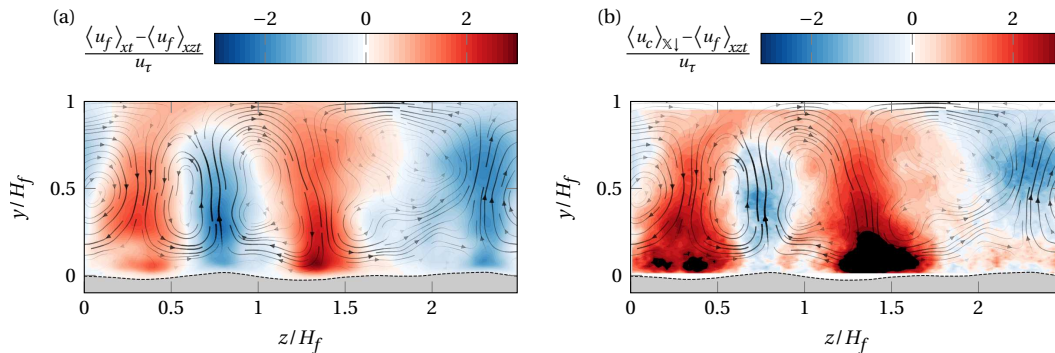 (a)
−2 0 2
⟨u_f⟩_xt − ⟨u_f⟩_xzt
u_τ
1
0.5
0
y/H_f
0 0.5 1 1.5 2
z/H_f
(b)
−2 0 2
⟨u_c⟩_𝕏↓ − ⟨u_f⟩_xzt
u_τ
1
0.5
0
y/H_f
0 0.5 1 1.5 2
z/H_f